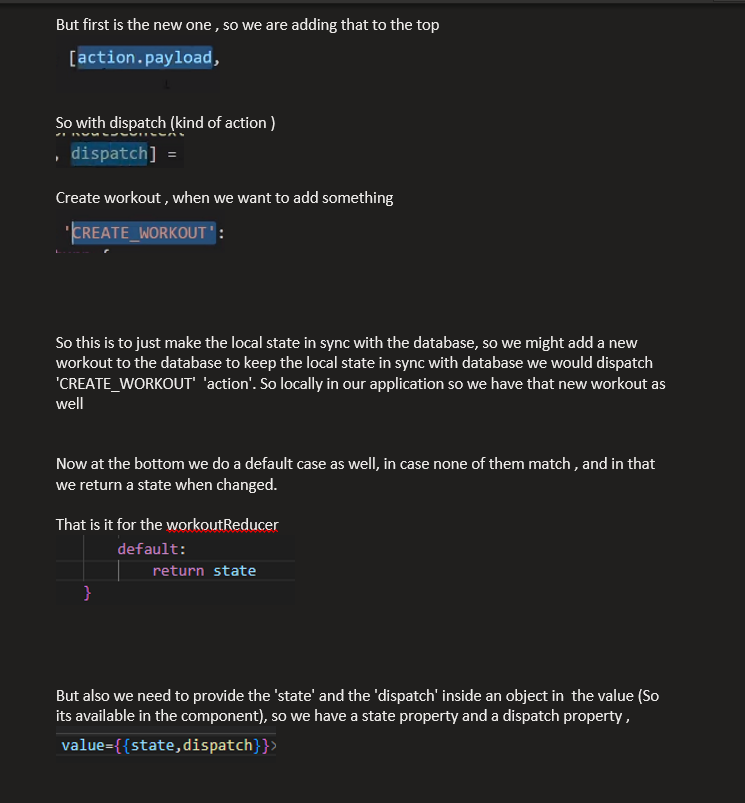 But first is the new one , so we are adding that to the top
[action.payload,
So with dispatch (kind of action )
, dispatch] =
Create workout , when we want to add something
'CREATE_WORKOUT':
So this is to just make the local state in sync with the database, so we might add a new
workout to the database to keep the local state in sync with database we would dispatch
'CREATE_WORKOUT'  'action'. So locally in our application so we have that new workout as
well
Now at the bottom we do a default case as well, in case none of them match , and in that
we return a state when changed.
That is it for the workoutReducer
default:
return state
}
But also we need to provide the 'state' and the 'dispatch' inside an object in  the value (So
its available in the component), so we have a state property and a dispatch property ,
value={{state,dispatch}}>